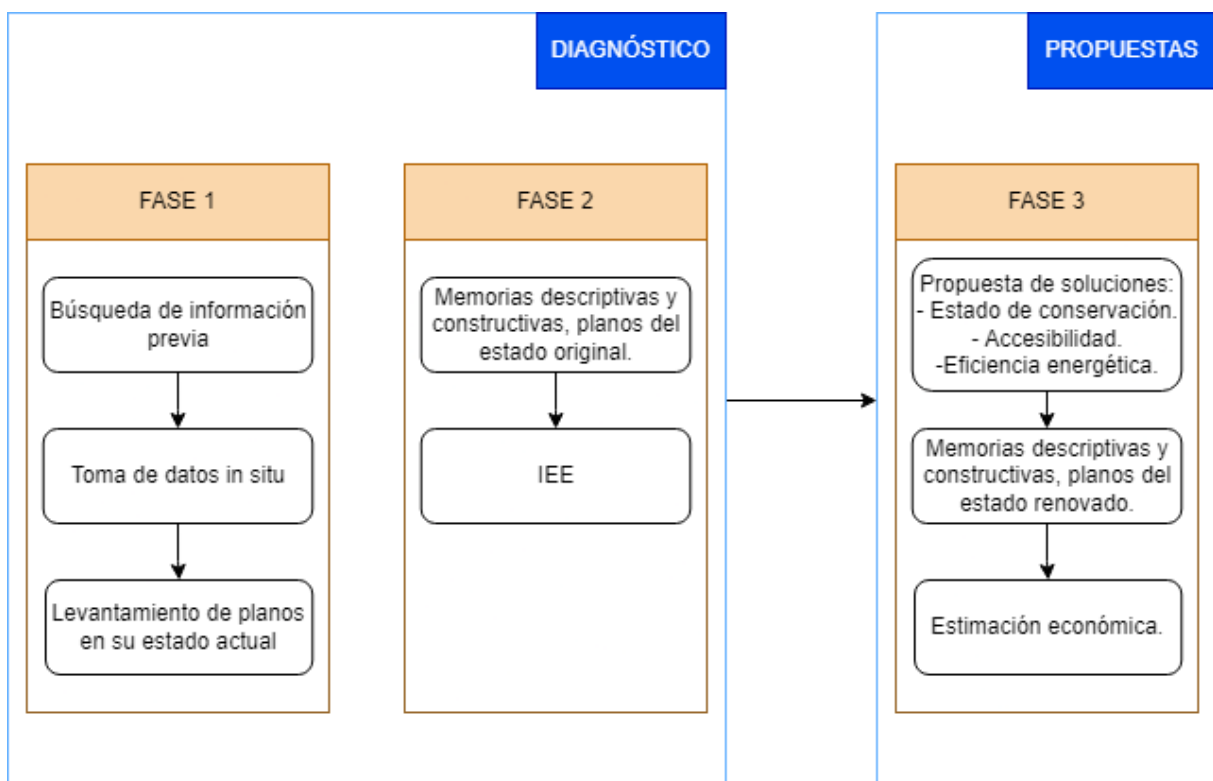 DIAGNÓSTICO
FASE 1
Búsqueda de información
previa
Toma de datos in situ
Levantamiento de planos
en su estado actual
FASE 2
Memorias descriptivas y
constructivas, planos del
estado original.
IEE
PROPUESTAS
FASE 3
Propuesta de soluciones:
- Estado de conservación.
- Accesibilidad.
-Eficiencia energética.
Memorias descriptivas y
constructivas, planos del
estado renovado.
Estimación económica.